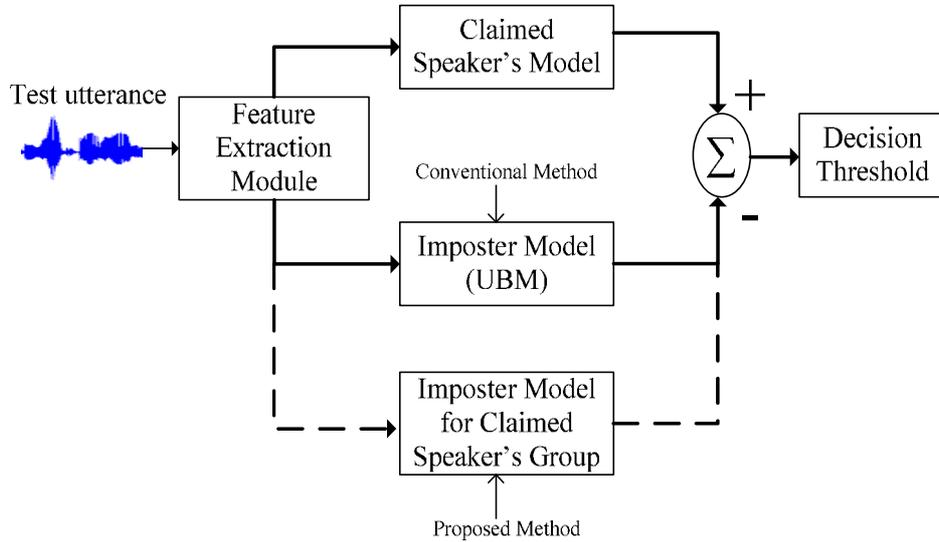 Test utterance
Feature
Extraction
Module
Claimed
Speaker's Model
Conventional Method
Imposter Model
(UBM)
Imposter Model
for Claimed
Speaker's Group
Proposed Method
+
Σ
-
Decision
Threshold